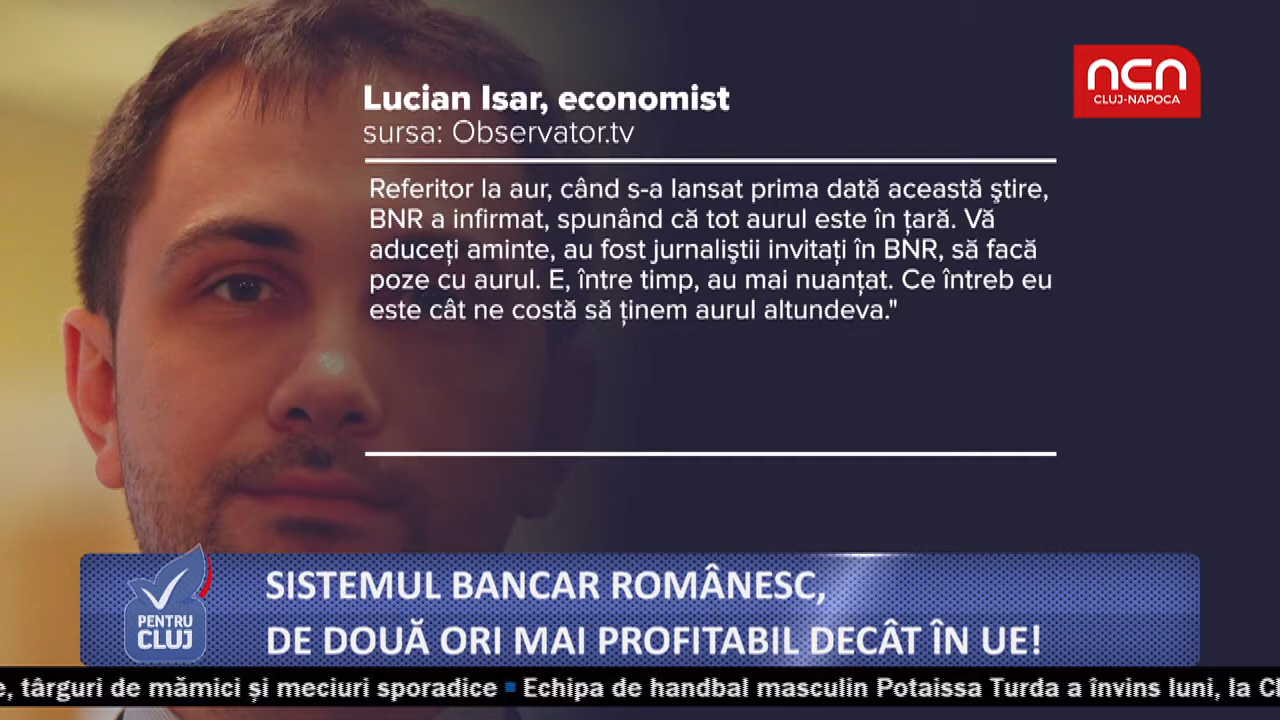 ncn
CLUJ-NAPOCA
Lucian Isar, economist
sursa: Observator.tv
Referitor la aur, când s-a lansat prima dată această ştire,
BNR a infirmat, spunând că tot aurul este în țară. Vă
aduceți aminte, au fost jurnaliştii invitați în BNR, să facă
poze cu aurul. E, între timp, au mai nuanțat. Ce întreb eu
este cât ne costă să ținem aurul altundeva."
PENTRU
CLUJ
SISTEMUL BANCAR ROMÂNESC,
DE DOUĂ ORI MAI PROFITABIL DECÂT ÎN UE!
e, târguri de mămici și meciuri sporadice ▪ Echipa de handbal masculin Potaissa Turda a învins luni, la